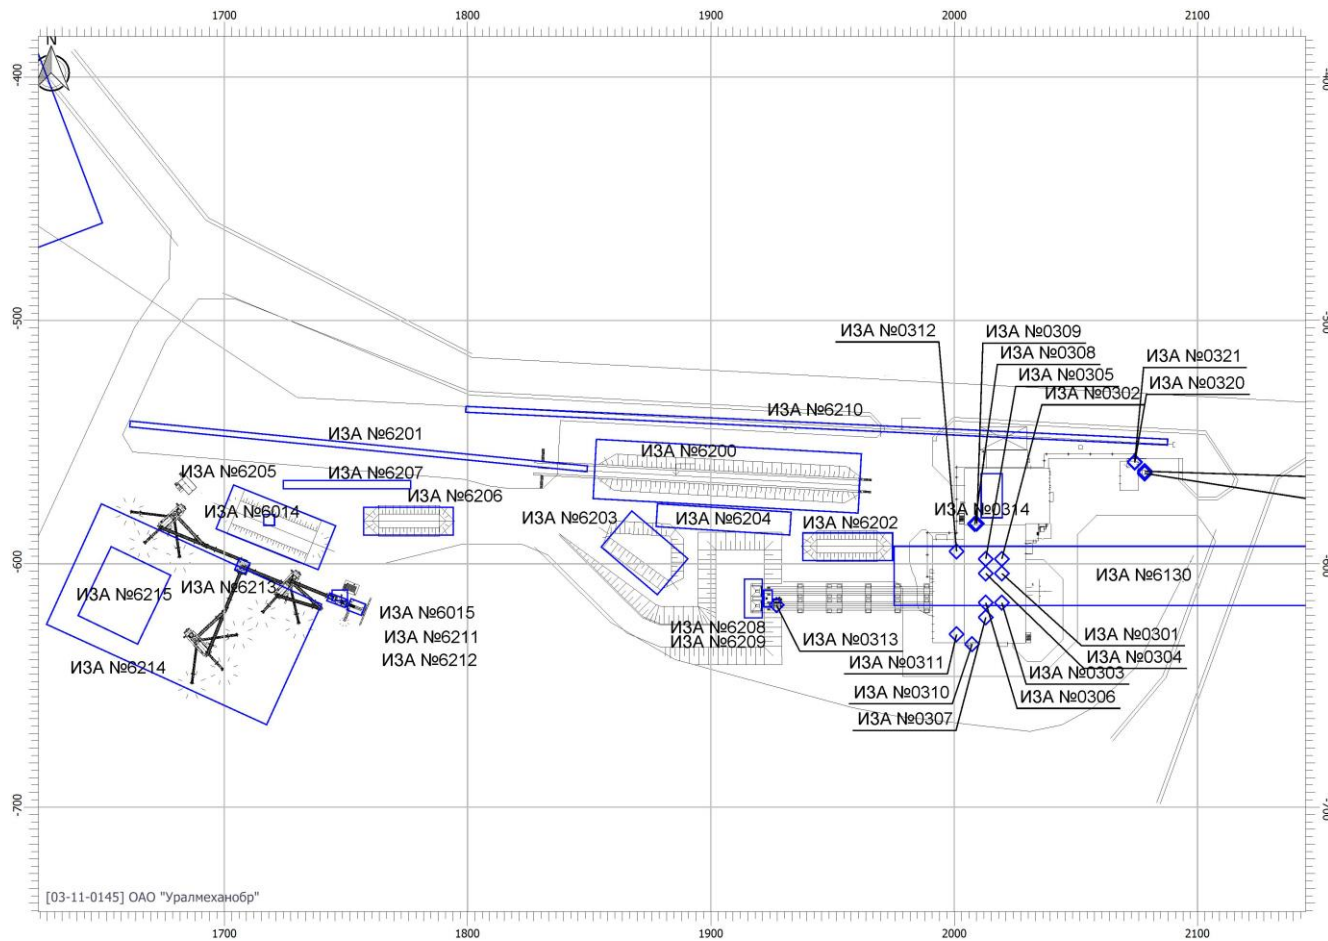 1700 1800 1900 2000 2100
N
-400 -400
-500 -500
ИЗА №0312
ИЗА №0309
ИЗА №0308
ИЗА №0305
ИЗА №0302
ИЗА №0321
ИЗА №0320
ИЗА №6210
ИЗА №6201
ИЗА №6200
ИЗА №6205
ИЗА №6207
ИЗА №6206
ИЗА №6014
ИЗА №6203
ИЗА №6204
ИЗА №6202
ИЗА №0314
-600 -600
ИЗА №6130
ИЗА №6213
ИЗА №6215
ИЗА №6015
ИЗА №6211
ИЗА №6212
ИЗА №6214
ИЗА №6208
ИЗА №6209
ИЗА №0313
ИЗА №0311
ИЗА №0310
ИЗА №0307
ИЗА №0301
ИЗА №0304
ИЗА №0303
ИЗА №0306
-700 -700
[03-11-0145] ОАО "Уралмеханобр"
1700 1800 1900 2000 2100